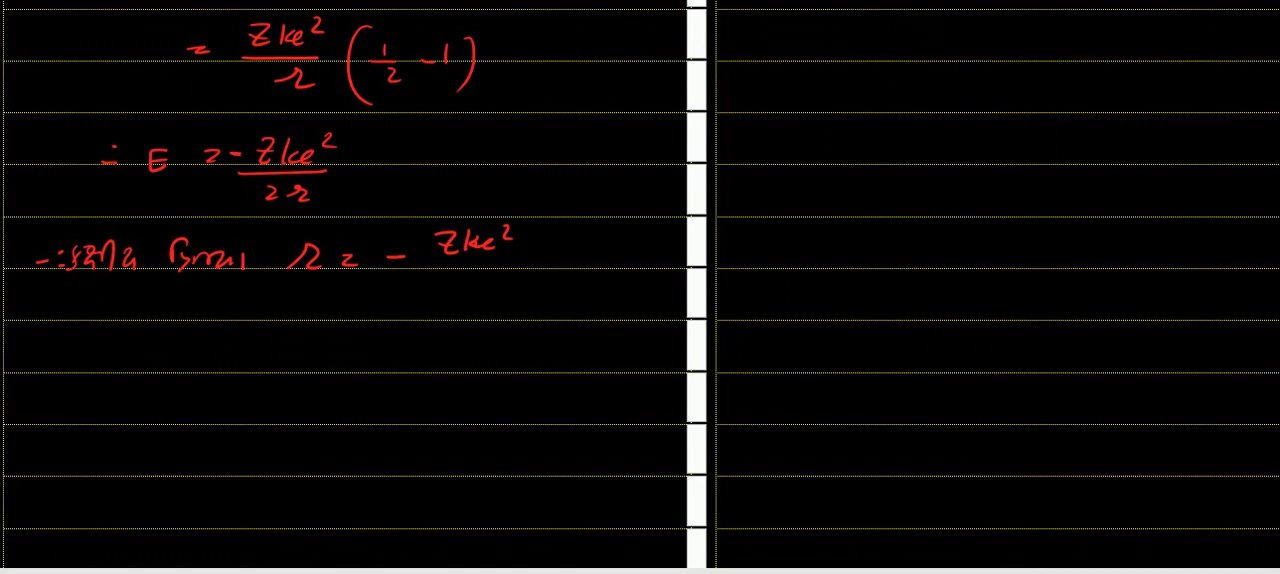 = Zke² / r (1/2 - 1)
∴ E = - Zke² / 2r
r = - Zke²